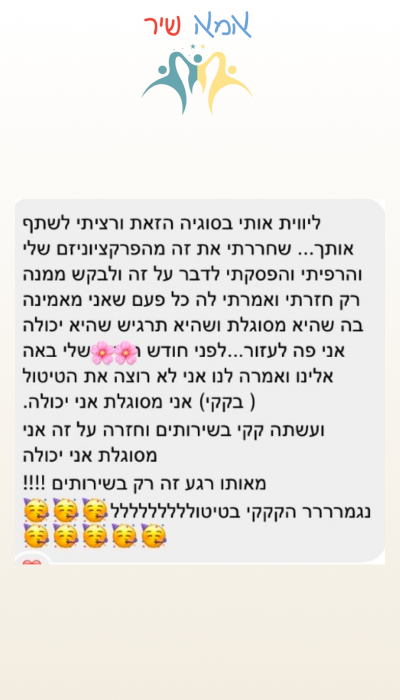 אמא שיר
ליווית אותי בסוגיה הזאת ורציתי לשתף
אותך... שחררתי את זה מהפרקציוניזם שלי
והרפיתי והפסקתי לדבר על זה ולבקש ממנה
רק חזרתי ואמרתי לה כל פעם שאני מאמינה
בה שהיא מסוגלת ושהיא תרגיש שהיא יכולה
אני פה לעזור...לפני חודש 🌸🌸שלי באה
אלינו ואמרה לנו אני לא רוצה את הטיטול
( בקקי) אני מסוגלת אני יכולה.
ועשתה קקי בשירותים וחזרה על זה אני
מסוגלת אני יכולה
מאותו רגע זה רק בשירותים !!!!
נגמרררר הקקקי בטיטולללללללללל🥳🥳🥳
🥳🥳🥳🥳🥳